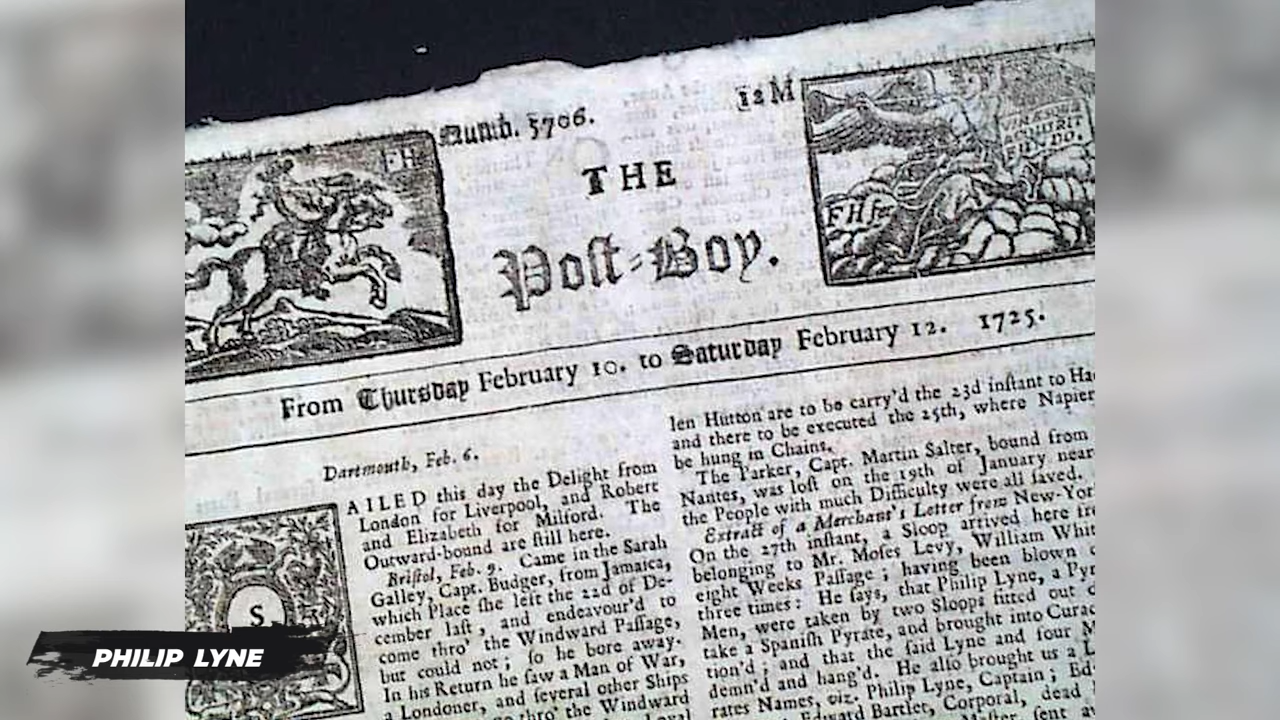 Numb. 5706.
12M
FH
THE
Poſt-Boy.
FH
From Thursday February 10. to Saturday February 12. 1725.
Dartmouth, Feb. 6.
S
AILED this day the Delight from
London for Liverpool, and Robert
and Elizabeth for Milford. The
Outward-bound are ſtill here.
Briſtol, Feb. 9. Came in the Sarah
Galley, Capt. Budger, from Jamaica,
which Place ſhe left the 22d of De-
cember laſt, and endeavour'd to
come thro' the Windward Paſſage,
but could not; ſo he bore away.
In his Return he ſaw a Man of War,
a Londoner, and ſeveral other Ships
thro' the Windward
len Hutton are to be carry'd the 23d inſtant to
and there to be executed the 25th, where Napier
be hung in Chains.
The Parker, Capt. Martin Salter, bound from
Nantes, was loſt on the 19th of January near
the People with much Difficulty were all ſaved.
Extract of a Merchant's Letter from New-Yor
On the 27th inſtant, a Sloop arrived here
belonging to Mr. Moſes Levy, William
eight Weeks Paſſage; having been blown
three times: He ſays, that Philip Lyne, a Pyr
Men, were taken by two Sloops fitted out
take a Spaniſh Pyrate, and brought into Curac
tion'd; and that the ſaid Lyne and four
demn'd and hang'd. He alſo brought us a
rates Names, viz. Philip Lyne, Captain; Ed
Edward Bartlet, Corporal, dead
ſent
PHILIP LYNE